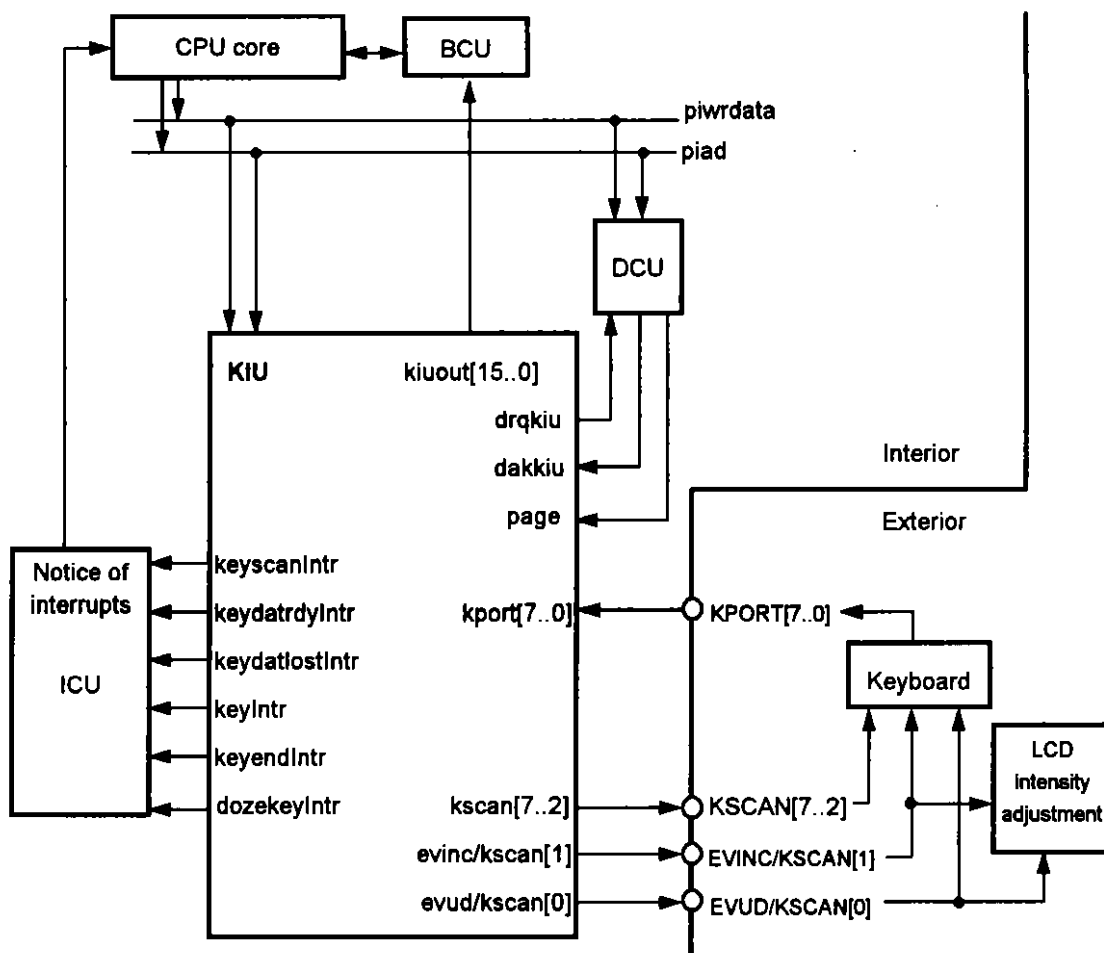 CPU core
BCU
piwrdata
piad
DCU
KIU
kiuout[15..0]
drqkiu
dakkiu
page
Interior
Exterior
Notice of
interrupts
ICU
keyscanIntr
keydatrdyIntr
keydatlostIntr
keyIntr
keyendIntr
dozekeyIntr
kport[7..0]
KPORT[7..0]
Keyboard
LCD
intensity
adjustment
kscan[7..2]
KSCAN[7..2]
evinc/kscan[1]
EVINC/KSCAN[1]
evud/kscan[0]
EVUD/KSCAN[0]